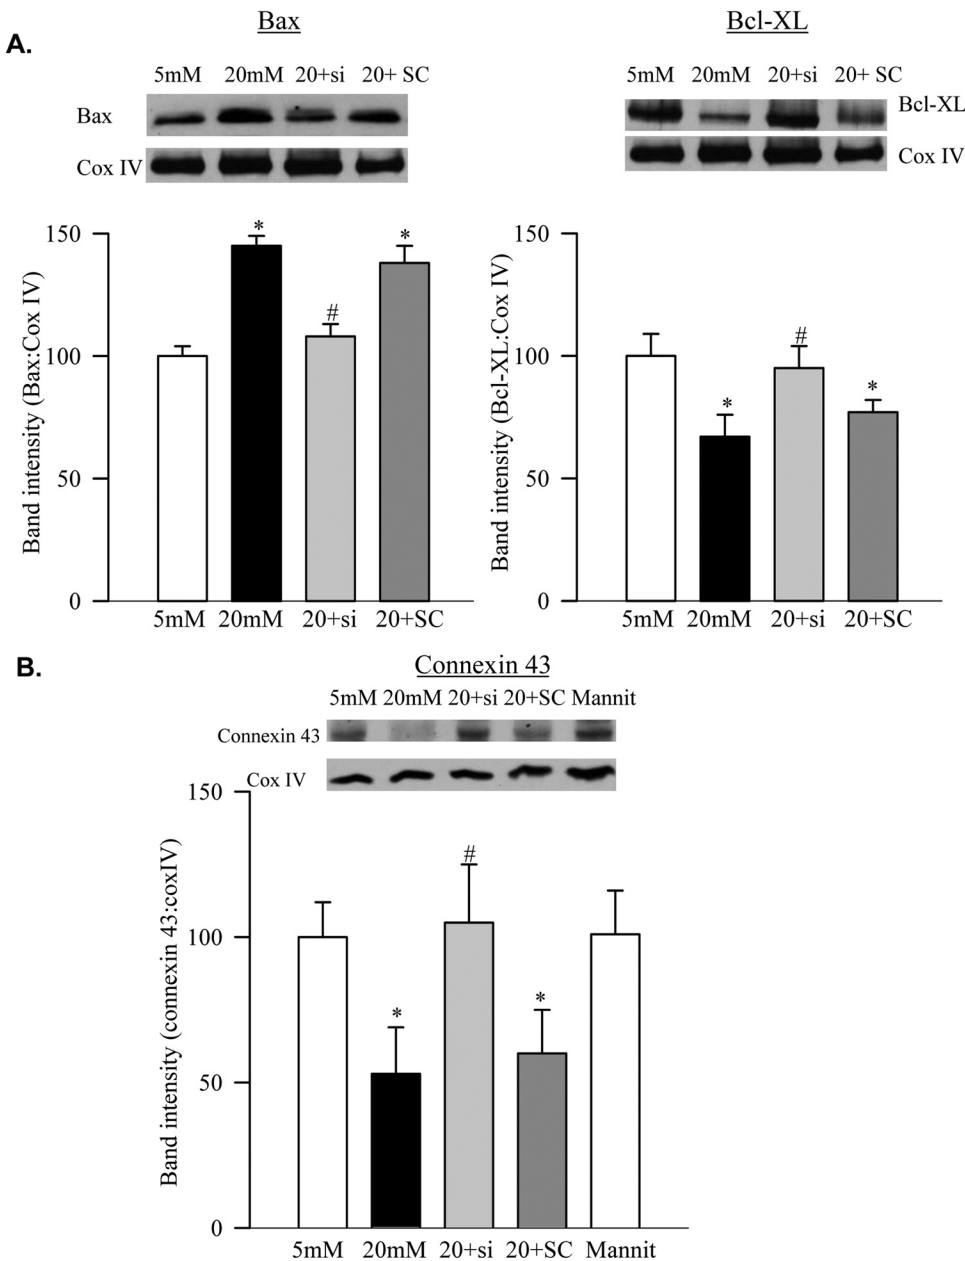 A.
Bax
5mM 20mM 20+si 20+ SC
Bax
Cox IV
150
100
50
0
Band intensity (Bax:Cox IV)
*
#
*
5mM 20mM 20+si 20+SC
Bcl-XL
5mM 20mM 20+si 20+ SC
Bcl-XL
Cox IV
150
100
50
0
Band intensity (Bcl-XL:Cox IV)
*
#
*
5mM 20mM 20+si 20+SC
B.
Connexin 43
5mM 20mM 20+si 20+SC Mannit
Connexin 43
Cox IV
150
100
50
0
Band intensity (connexin 43:coxIV)
*
#
*
5mM 20mM 20+si 20+SC Mannit